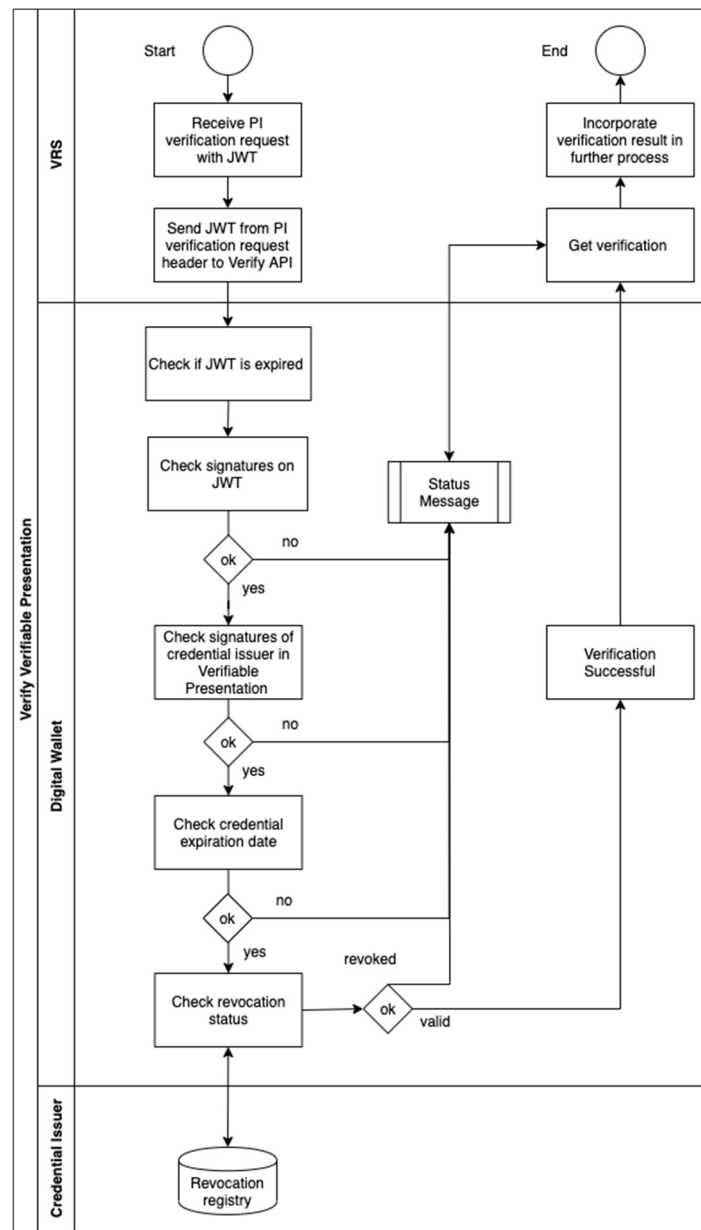 Verify Verifiable Presentation
VRS
Start
End
Receive PI
verification request
with JWT
Incorporate
verification result in
further process
Send JWT from PI
verification request
header to Verify API
Get verification
Digital Wallet
Check if JWT is expired
Check signatures on
JWT
Status
Message
ok
no
yes
Check signatures of
credential issuer in
Verifiable
Presentation
Verification
Successful
ok
no
yes
Check credential
expiration date
ok
no
yes
revoked
Check revocation
status
ok
valid
Credential Issuer
Revocation
registry